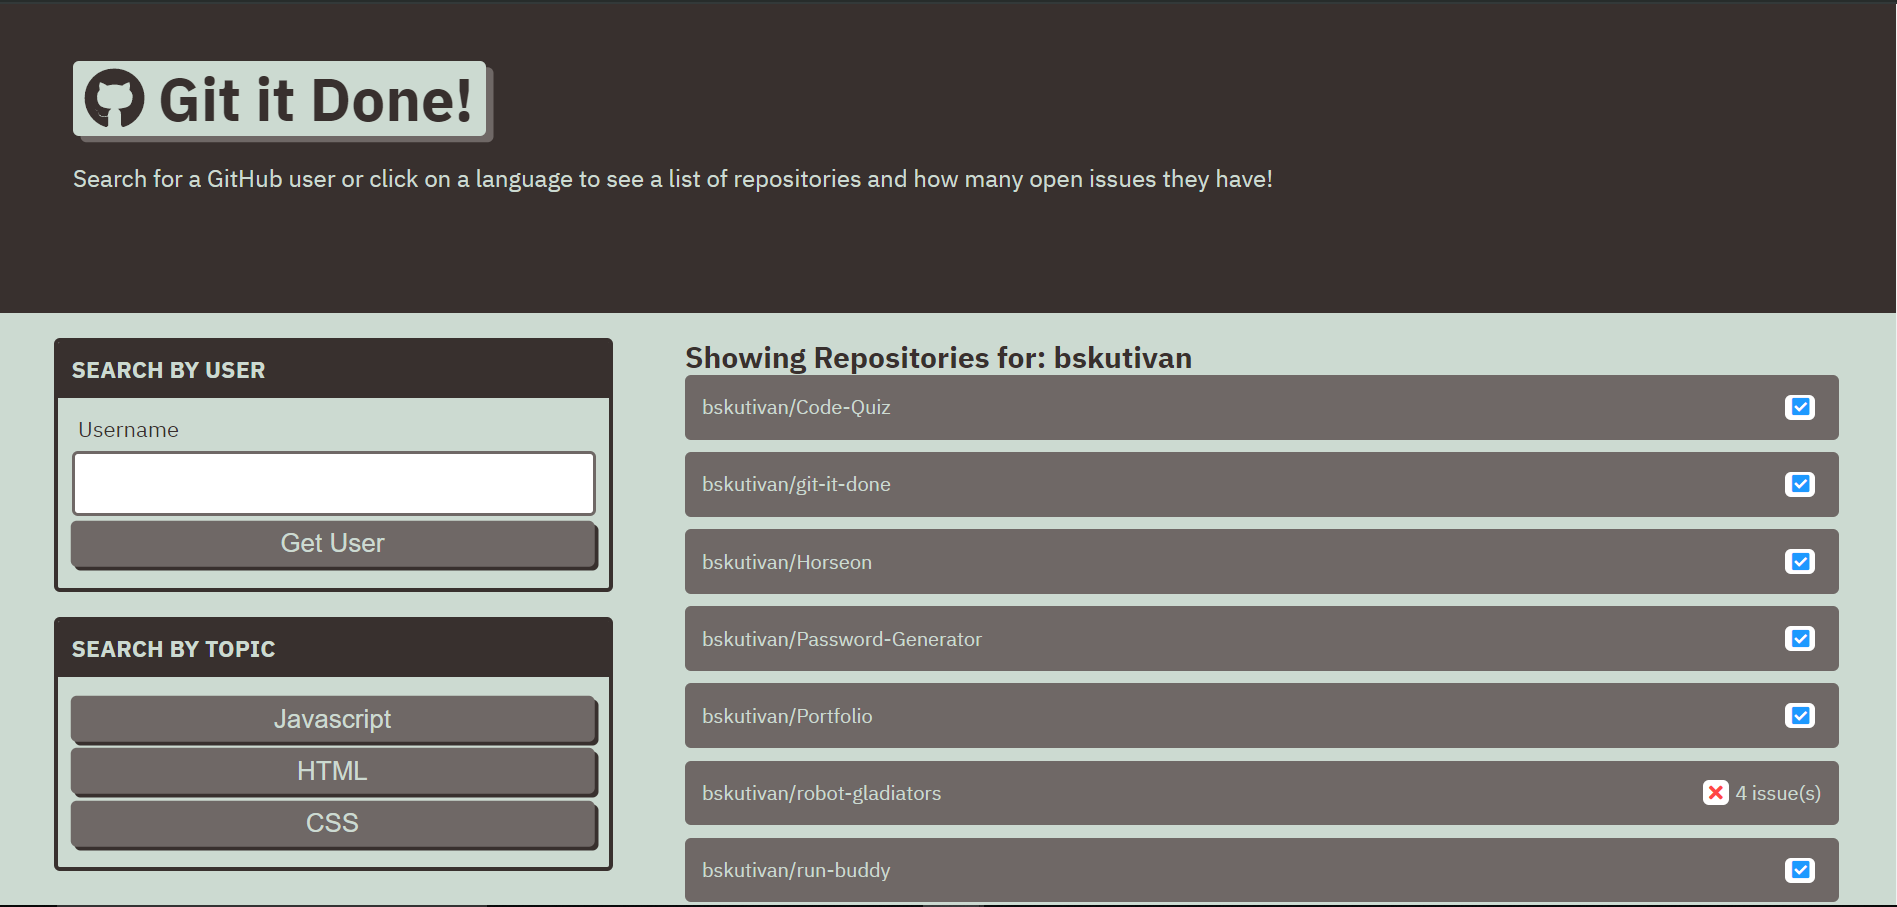 Git it Done!
Search for a GitHub user or click on a language to see a list of repositories and how many open issues they have!
SEARCH BY USER
Username
Get User
SEARCH BY TOPIC
Javascript
HTML
CSS
Showing Repositories for: bskutivan
bskutivan/Code-Quiz
bskutivan/git-it-done
bskutivan/Horseon
bskutivan/Password-Generator
bskutivan/Portfolio
bskutivan/robot-gladiators 4 issue(s)
bskutivan/run-buddy